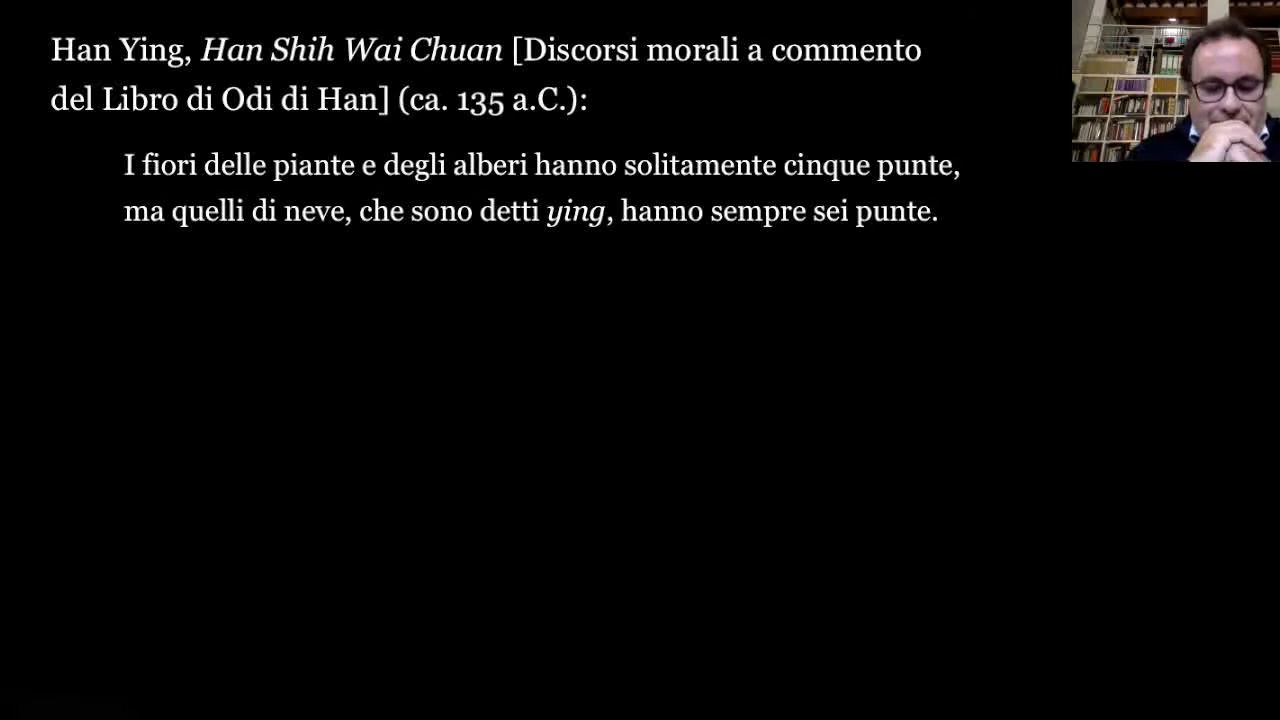 Han Ying, Han Shih Wai Chuan [Discorsi morali a commento
del Libro di Odi di Han] (ca. 135 a.C.):
I fiori delle piante e degli alberi hanno solitamente cinque punte,
ma quelli di neve, che sono detti ying, hanno sempre sei punte.